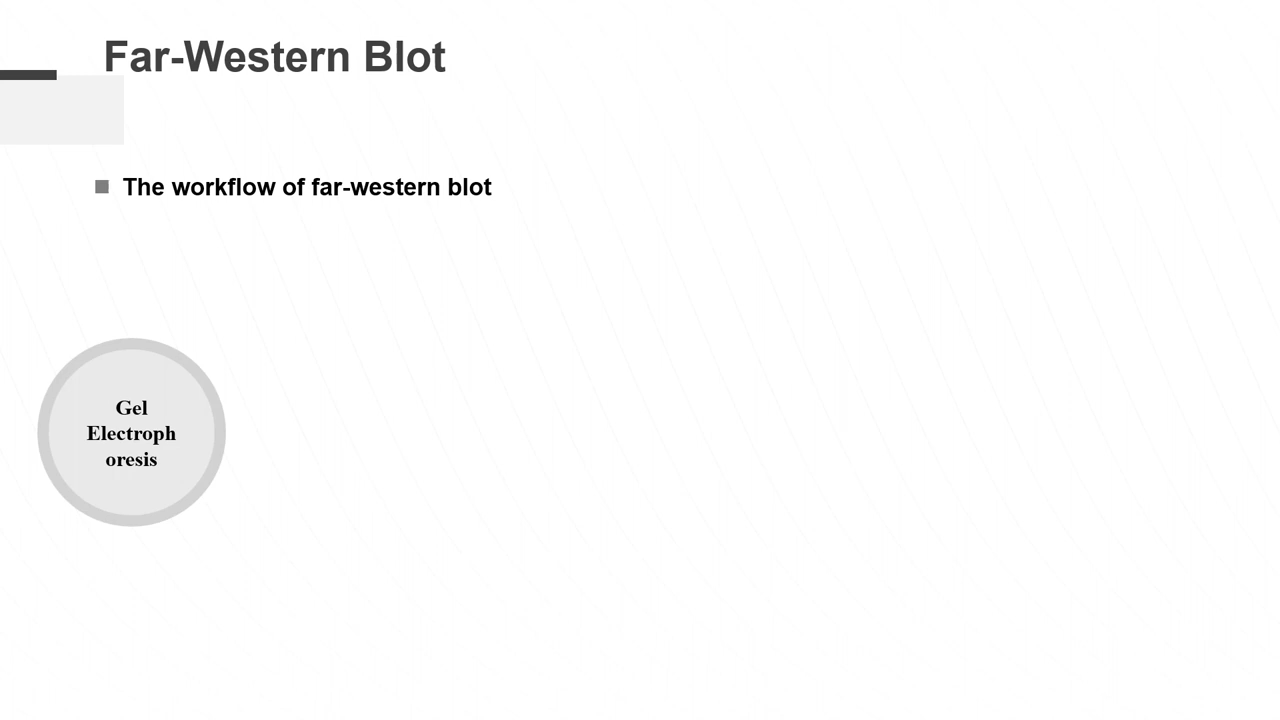 Far-Western Blot
The workflow of far-western blot
Gel
Electroph
oresis